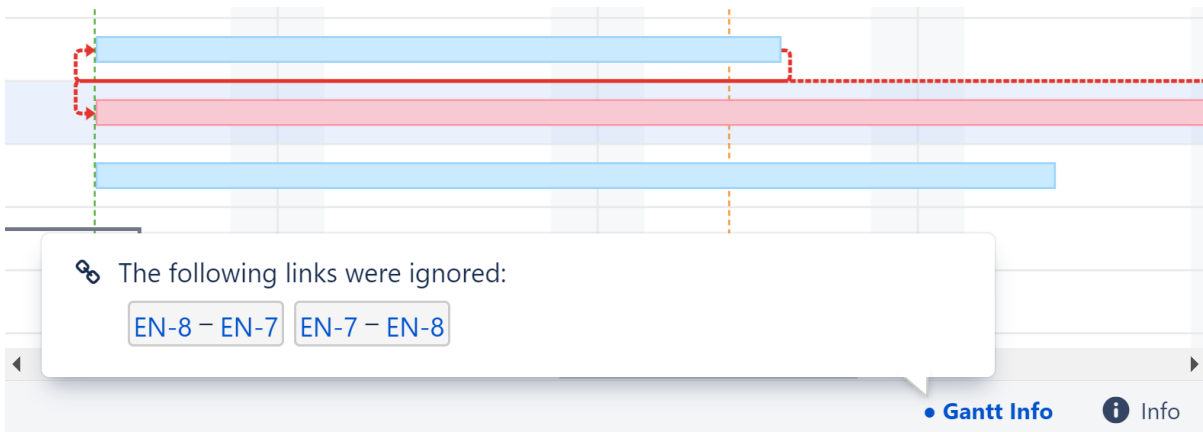 The following links were ignored:
EN-8 – EN-7 EN-7 – EN-8
Gantt Info Info